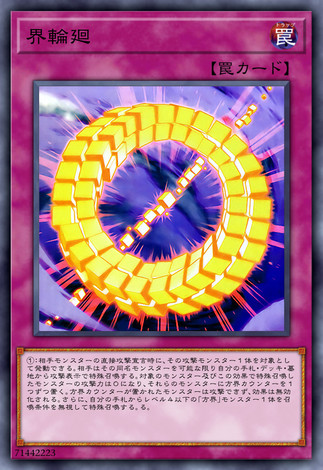 界輪廻
トラップ
罠
【罠カード】
①:相手モンスターの直接攻撃宣言時に、その攻撃モンスター1体を対象とし
て発動できる。相手はその同名モンスターを可能な限り自分の手札・デッキ・墓
地から攻撃表示で特殊召喚する。対象のモンスター及びこの効果で特殊召喚し
たモンスターの攻撃力は0になり、それらのモンスターに方界カウンターを1
つずつ置く。方界カウンターが置かれたモンスターは攻撃できず、効果は無効
化される。さらに、自分の手札からレベル4以下の「方界」モンスター1体を召
喚条件を無視して特殊召喚する。
71442223